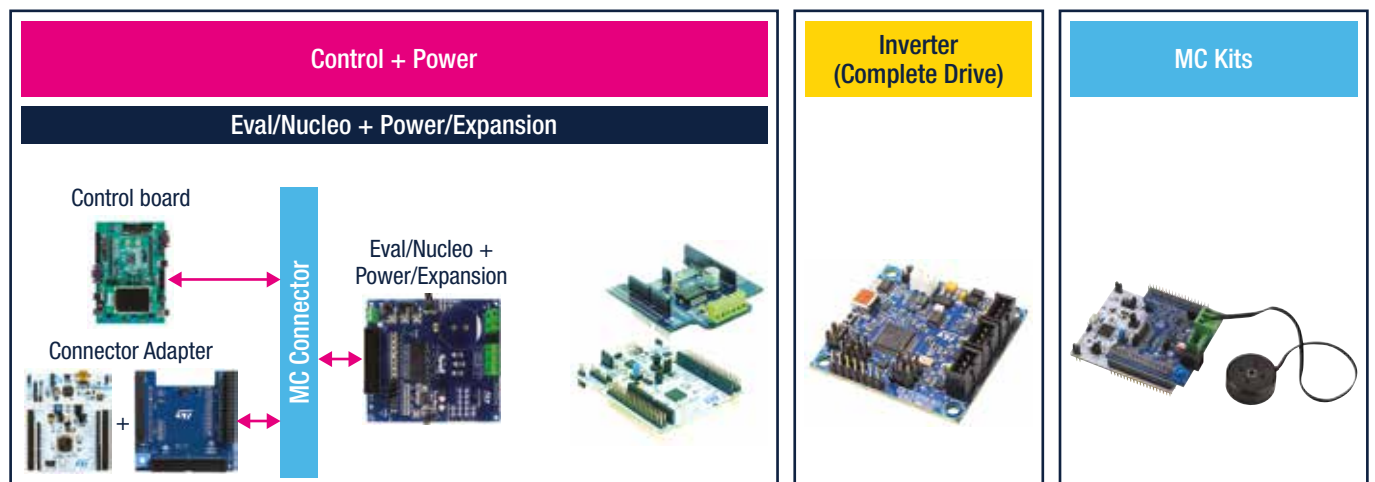 Control + Power
Eval/Nucleo + Power/Expansion
Control board
MC Connector
Eval/Nucleo +
Power/Expansion
Connector Adapter
+
Inverter
(Complete Drive)
MC Kits